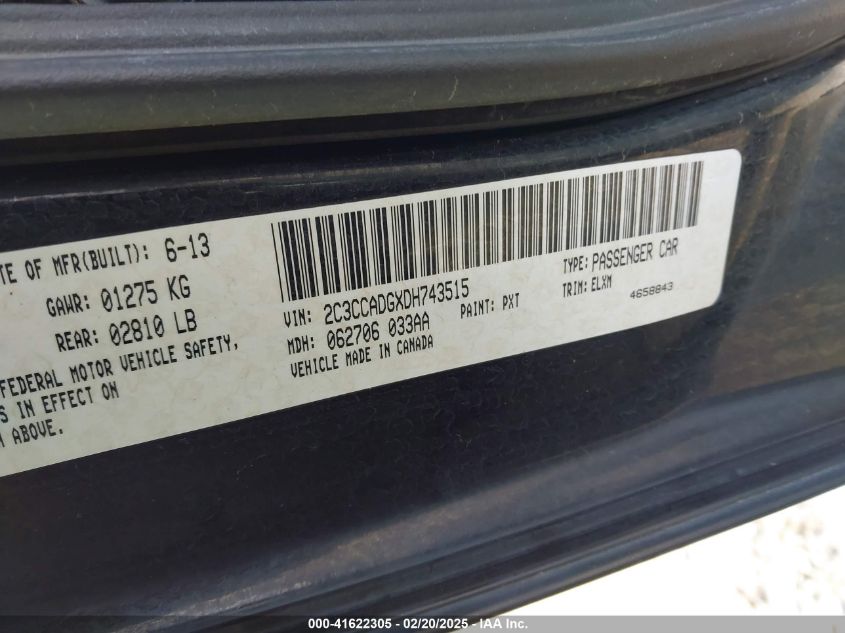 TE OF MFR(BUILT): 6-13
GAWR: 01275 KG
REAR: 02810 LB
FEDERAL MOTOR VEHICLE SAFETY,
S IN EFFECT ON
ABOVE.
VIN: 2C3CCADGXDH743515
MDH: 062706 033AA
VEHICLE MADE IN CANADA
PAINT: PXT
TYPE: PASSENGER CAR
TRIM: ELXM
4658843
000-41622305 - 02/20/2025 - IAA Inc.